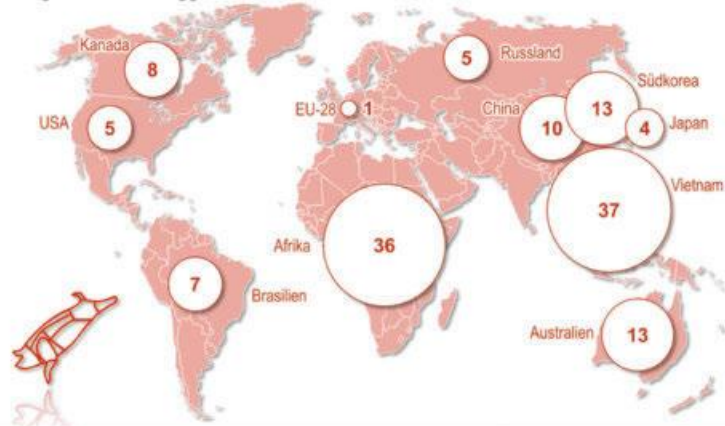 Kanada
8
5
Russland
Südkorea
13
USA
5
EU-28
1
China
10
4
Japan
Vietnam
37
Afrika
36
7
Brasilien
Australien
13